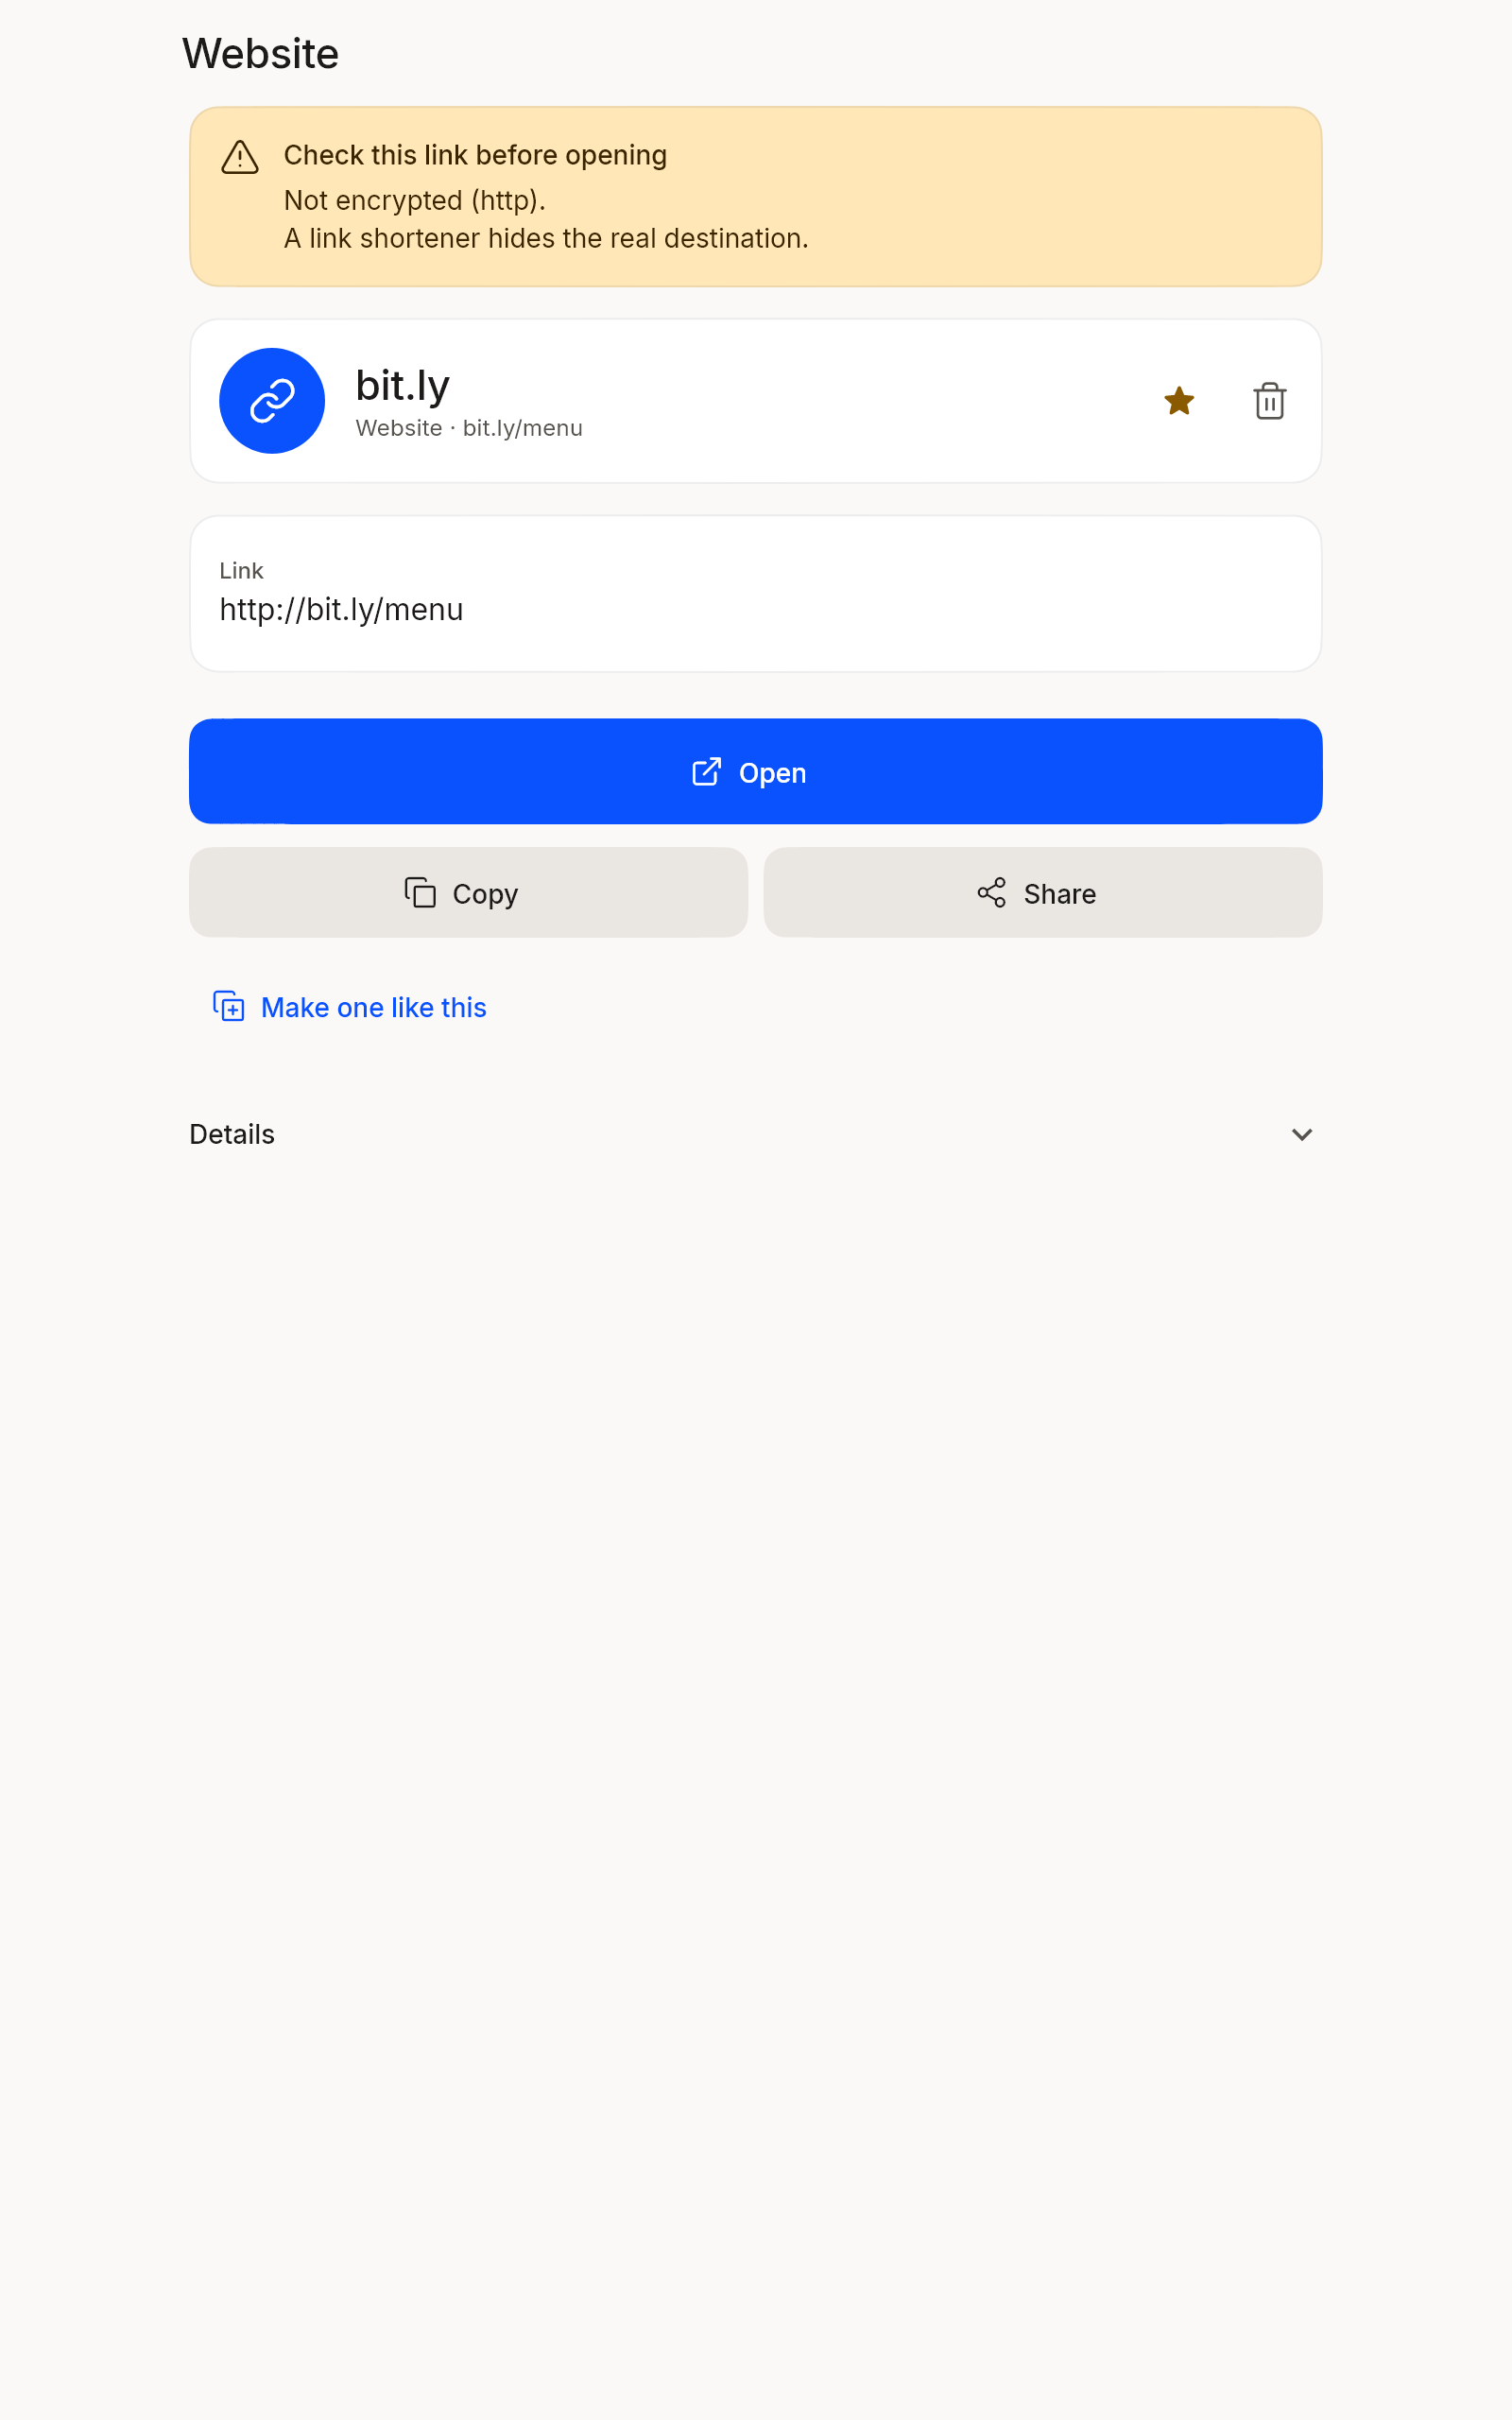 Website
Check this link before opening
Not encrypted (http).
A link shortener hides the real destination.
bit.ly
Website · bit.ly/menu
Link
http://bit.ly/menu
Open
Copy
Share
Make one like this
Details